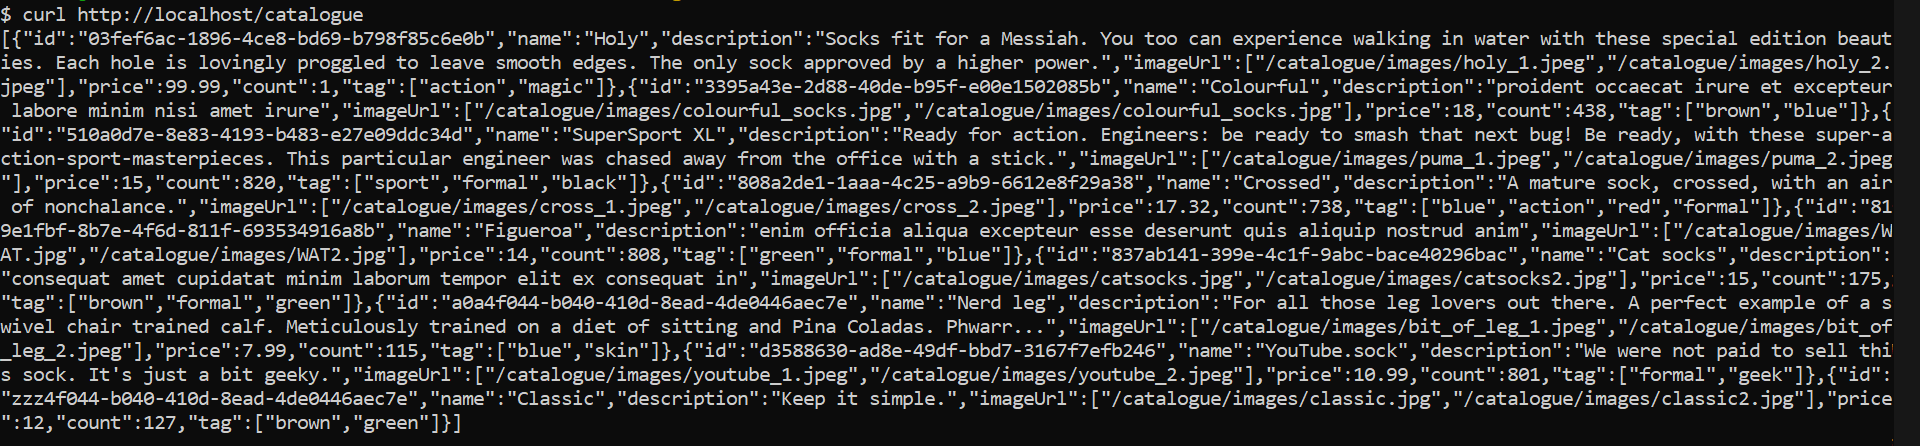 $ curl http://localhost/catalogue
[{"id":"03fef6ac-1896-4ce8-bd69-b798f85c6e0b","name":"Holy","description":"Socks fit for a Messiah. You too can experience walking in water with these special edition beaut
ies. Each hole is lovingly proggled to leave smooth edges. The only sock approved by a higher power.","imageUrl":["/catalogue/images/holy_1.jpeg","/catalogue/images/holy_2.
jpeg"],"price":99.99,"count":1,"tag":["action","magic"]},{"id":"3395a43e-2d88-40de-b95f-e00e1502085b","name":"Colourful","description":"proident occaecat irure et excepteur
 labore minim nisi amet irure","imageUrl":["/catalogue/images/colourful_socks.jpg","/catalogue/images/colourful_socks.jpg"],"price":18,"count":438,"tag":["brown","blue"]},{
"id":"510a0d7e-8e83-4193-b483-e27e09ddc34d","name":"SuperSport XL","description":"Ready for action. Engineers: be ready to smash that next bug! Be ready, with these super-a
ction-sport-masterpieces. This particular engineer was chased away from the office with a stick.","imageUrl":["/catalogue/images/puma_1.jpeg","/catalogue/images/puma_2.jpeg
"],"price":15,"count":820,"tag":["sport","formal","black"]},{"id":"808a2de1-1aaa-4c25-a9b9-6612e8f29a38","name":"Crossed","description":"A mature sock, crossed, with an air
 of nonchalance.","imageUrl":["/catalogue/images/cross_1.jpeg","/catalogue/images/cross_2.jpeg"],"price":17.32,"count":738,"tag":["blue","action","red","formal"]},{"id":"81
9e1fbf-8b7e-4f6d-811f-693534916a8b","name":"Figueroa","description":"enim officia aliqua excepteur esse deserunt quis aliquip nostrud anim","imageUrl":["/catalogue/images/W
AT.jpg","/catalogue/images/WAT2.jpg"],"price":14,"count":808,"tag":["green","formal","blue"]},{"id":"837ab141-399e-4c1f-9abc-bace40296bac","name":"Cat socks","description":
"consequat amet cupidatat minim laborum tempor elit ex consequat in","imageUrl":["/catalogue/images/catsocks.jpg","/catalogue/images/catsocks2.jpg"],"price":15,"count":175,
"tag":["brown","formal","green"]},{"id":"a0a4f044-b040-410d-8ead-4de0446aec7e","name":"Nerd leg","description":"For all those leg lovers out there. A perfect example of a s
wivel chair trained calf. Meticulously trained on a diet of sitting and Pina Coladas. Phwarr...","imageUrl":["/catalogue/images/bit_of_leg_1.jpeg","/catalogue/images/bit_of
_leg_2.jpeg"],"price":7.99,"count":115,"tag":["blue","skin"]},{"id":"d3588630-ad8e-49df-bbd7-3167f7efb246","name":"YouTube.sock","description":"We were not paid to sell thi
s sock. It's just a bit geeky.","imageUrl":["/catalogue/images/youtube_1.jpeg","/catalogue/images/youtube_2.jpeg"],"price":10.99,"count":801,"tag":["formal","geek"]},{"id":
"zzz4f044-b040-410d-8ead-4de0446aec7e","name":"Classic","description":"Keep it simple.","imageUrl":["/catalogue/images/classic.jpg","/catalogue/images/classic2.jpg"],"price
":12,"count":127,"tag":["brown","green"]}]